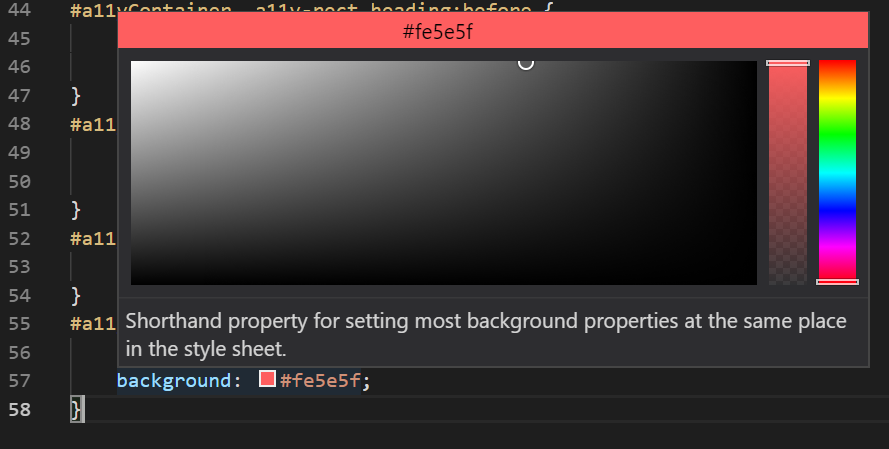 44 #a11yContainer .a11y-nect-heading:before {
#fe5e5f
45
46
47 }
48 #a11
49
50
51 }
52 #a11
53
54 }
55 #a11
Shorthand property for setting most background properties at the same place
in the style sheet.
56
57 background: #fe5e5f;
58 }